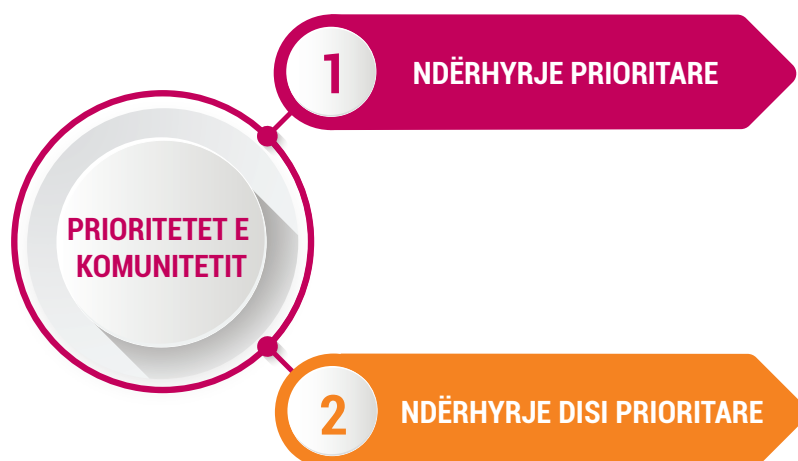 1
NDËRHYRJE PRIORITARE
PRIORITETET E
KOMUNITETIT
2
NDËRHYRJE DISI PRIORITARE